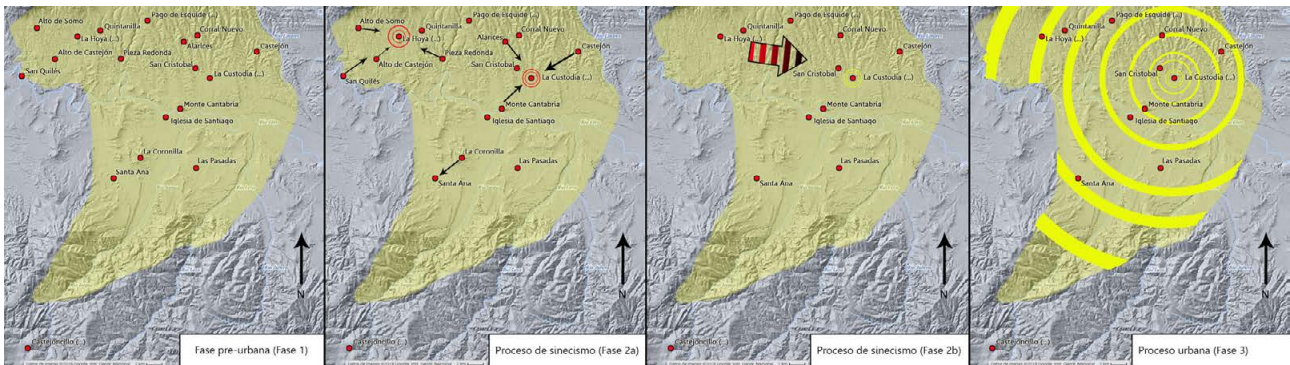 Pago de Esquide (...)
Alto de Somo
Quintanilla
Corral Nuevo
La Hoya (...)
Alarices
Castejón
Alto de Castejón
Pieza Redonda
San Cristobal
San Quilés
La Custodia (...)
Monte Cantabria
Iglesia de Santiago
La Coronilla
Las Pasadas
Santa Ana
N
Castejoncillo (...)
Fase pre-urbana (Fase 1)
Pago de Esquide (...)
Alto de Somo
Quintanilla
Corral Nuevo
La Hoya (...)
Alarices
Castejón
Pieza Redonda
Alto de Castejón
San Cristobal
San Quilés
La Custodia (...)
Monte Cantabria
Iglesia de Santiago
La Coronilla
Las Pasadas
Santa Ana
N
Castejoncillo (...)
Proceso de sinecismo (Fase 2a)
Pago de Esquide (...)
Quintanilla
Corral Nuevo
La Hoya (...)
Castejón
San Cristobal
La Custodia (...)
Monte Cantabria
Iglesia de Santiago
Las Pasadas
Santa Ana
N
Castejoncillo (...)
Proceso de sinecismo (Fase 2b)
Pago de Esquide (...)
Quintanilla
Corral Nuevo
La Hoya (...)
Castejón
San Cristobal
La Custodia (...)
Monte Cantabria
Iglesia de Santiago
Las Pasadas
Santa Ana
N
Castejoncillo (...)
Proceso urbana (Fase 3)